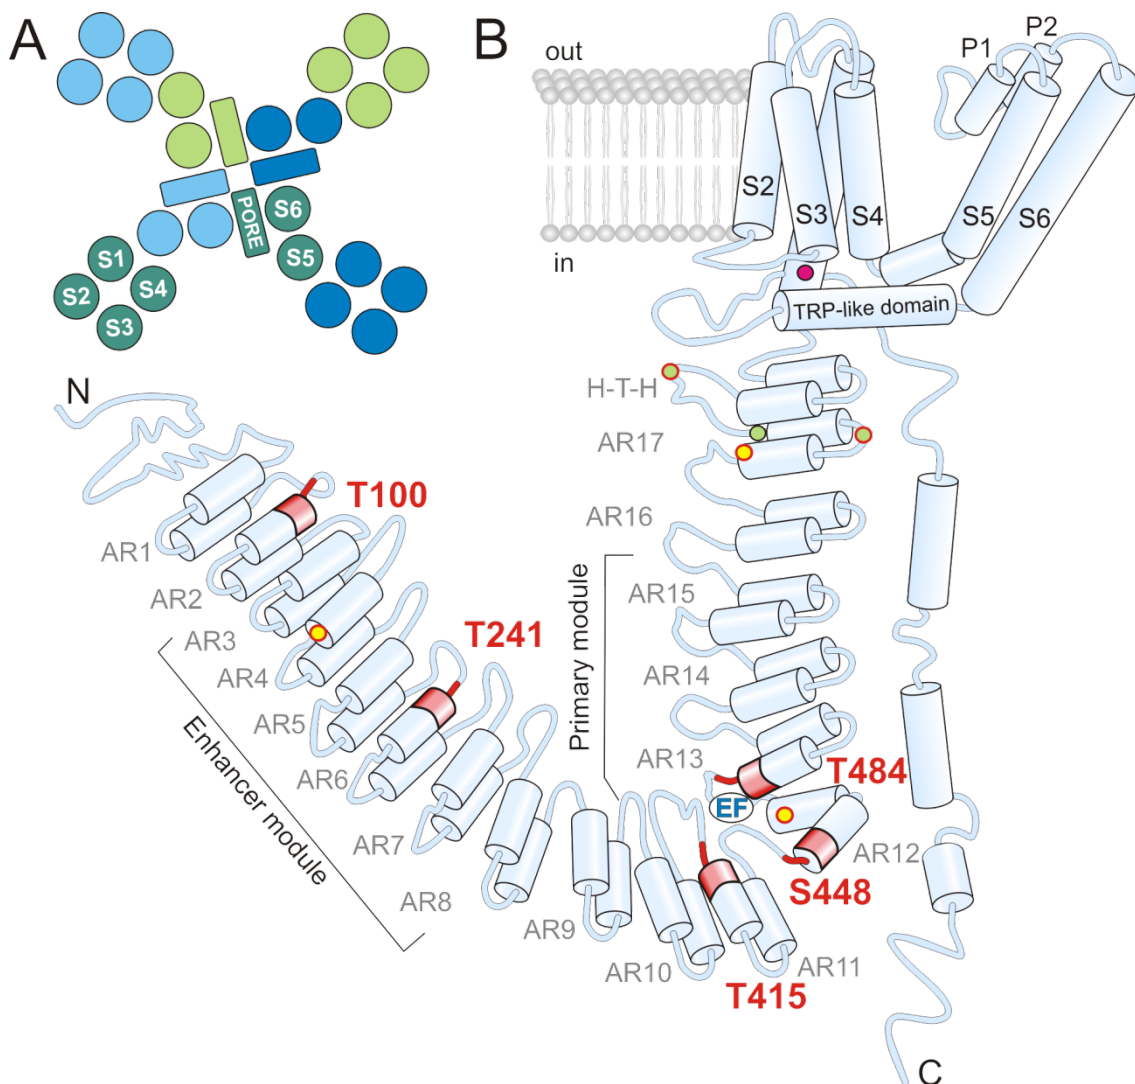 A
PORE
S6
S5
S1
S2
S4
S3
B
out
in
P1
P2
S2
S3
S4
S5
S6
TRP-like domain
H-T-H
AR17
AR16
AR15
AR14
AR13
Primary module
N
AR1
T100
AR2
AR3
AR4
T241
AR5
AR6
Enhancer module
AR7
AR8
AR9
AR10
AR11
T415
EF
T484
AR12
S448
C